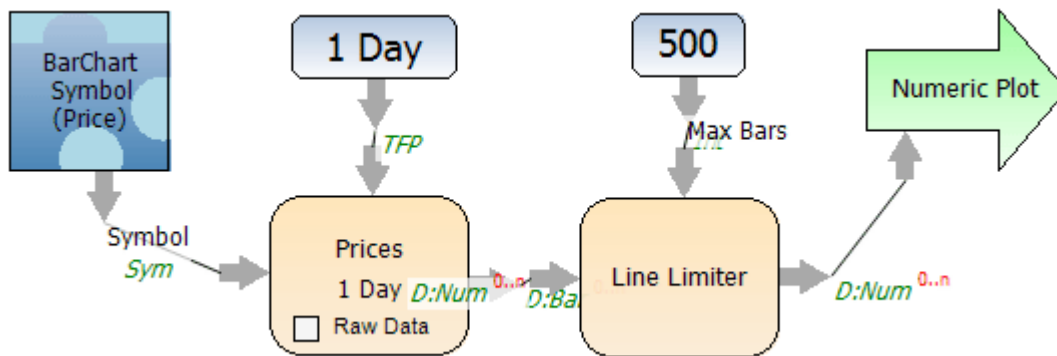 BarChart
Symbol
(Price)
1 Day
500
Numeric Plot
TFP
Max Bars
Symbol
Sym
Prices
1 Day
Raw Data
D:Num 0..n
Line Limiter
D:Num 0..n